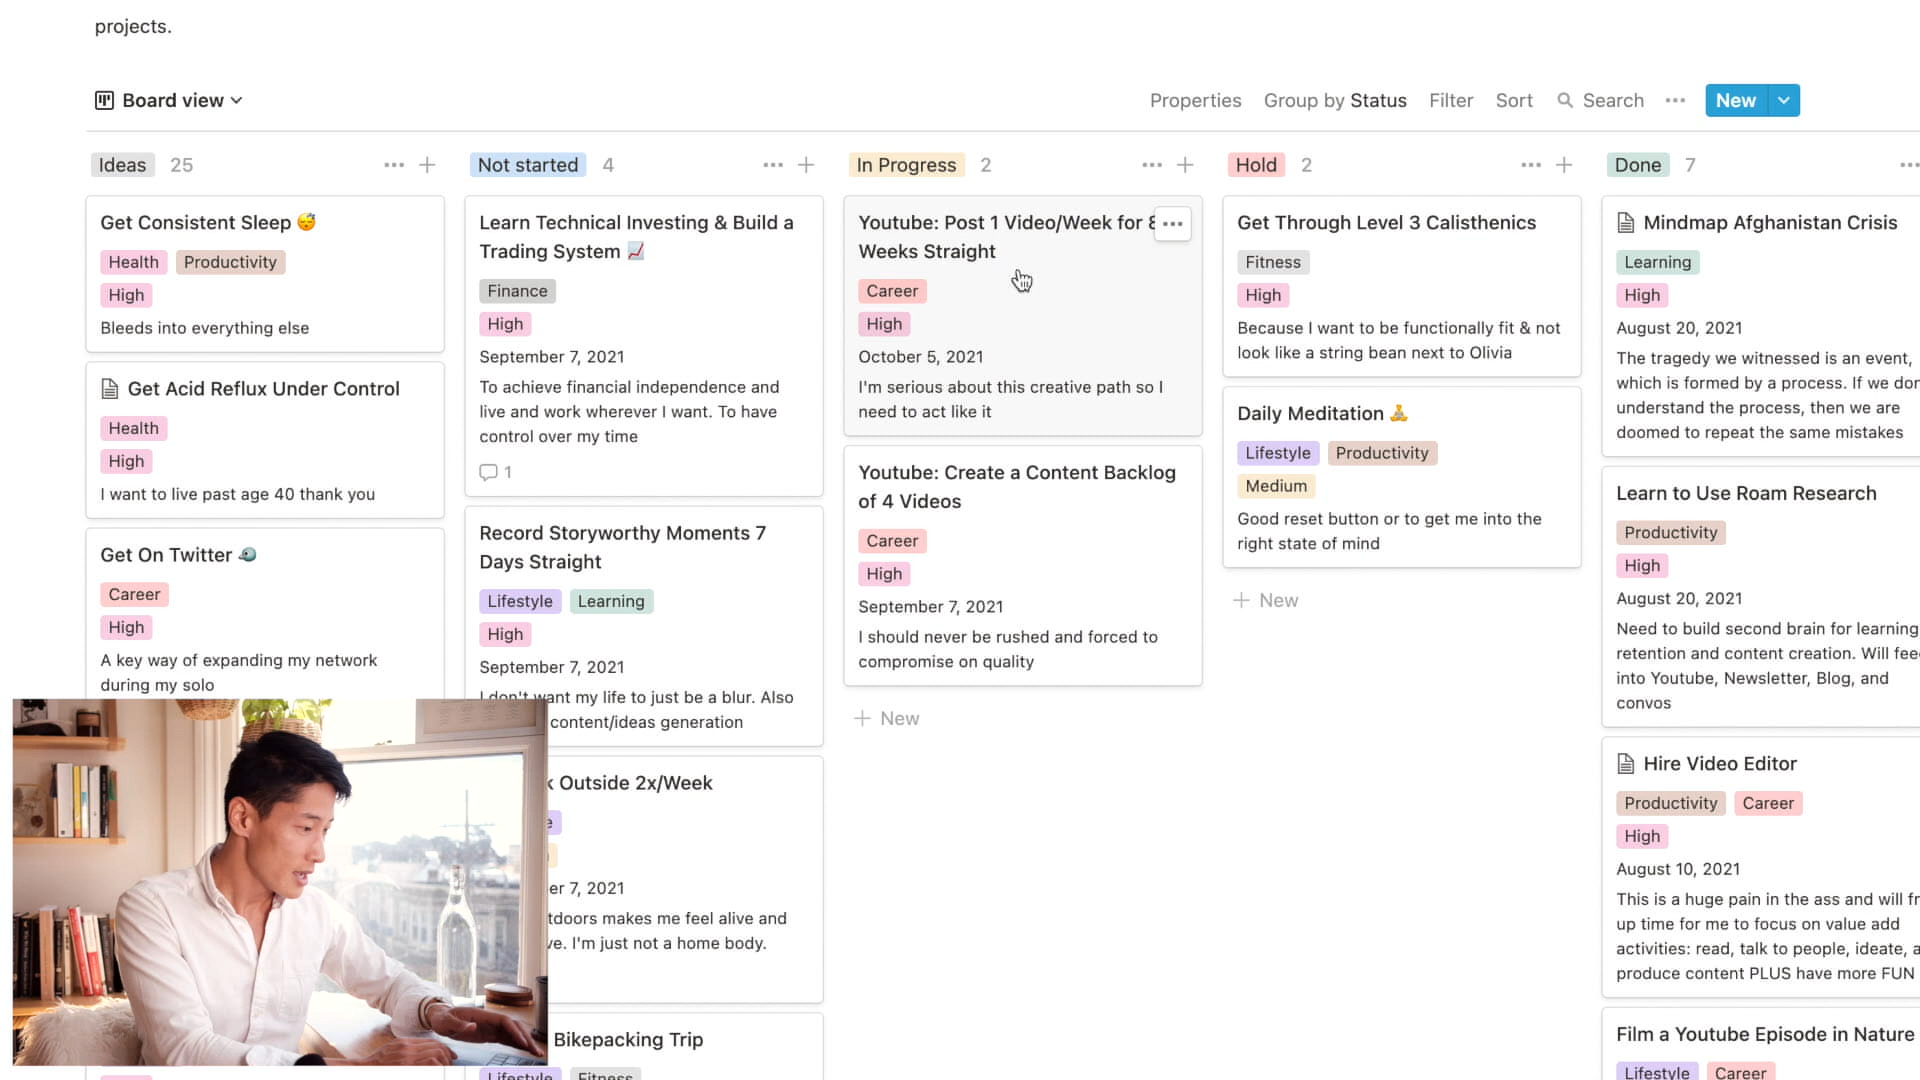 projects.
Board view
Properties Group by Status Filter Sort Search New
Ideas 25
Get Consistent Sleep 😴
Health Productivity
High
Bleeds into everything else
Get Acid Reflux Under Control
Health
High
I want to live past age 40 thank you
Get On Twitter
Career
High
A key way of expanding my network
during my solo
Not started 4
Learn Technical Investing & Build a
Trading System 📈
Finance
High
September 7, 2021
To achieve financial independence and
live and work wherever I want. To have
control over my time
1
Record Storyworthy Moments 7
Days Straight
Lifestyle Learning
High
September 7, 2021
I don't want my life to just be a blur. Also
content/ideas generation
Outside 2x/Week
7, 2021
makes me feel alive and
I'm just not a home body.
Bikepacking Trip
Lifestyle Fitness
In Progress 2
Youtube: Post 1 Video/Week for
Weeks Straight
Career
High
October 5, 2021
I'm serious about this creative path so I
need to act like it
Youtube: Create a Content Backlog
of 4 Videos
Career
High
September 7, 2021
I should never be rushed and forced to
compromise on quality
+ New
Hold 2
Get Through Level 3 Calisthenics
Fitness
High
Because I want to be functionally fit & not
look like a string bean next to Olivia
Daily Meditation 🧘
Lifestyle Productivity
Medium
Good reset button or to get me into the
right state of mind
+ New
Done 7
Mindmap Afghanistan Crisis
Learning
High
August 20, 2021
The tragedy we witnessed is an event,
which is formed by a process. If we
understand the process, then we are
doomed to repeat the same mistakes
Learn to Use Roam Research
Productivity
High
August 20, 2021
Need to build second brain for learning
retention and content creation. Will
into Youtube, Newsletter, Blog, and
convos
Hire Video Editor
Productivity Career
High
August 10, 2021
This is a huge pain in the ass and will
up time for me to focus on value add
activities: read, talk to people, ideate,
produce content PLUS have more FUN
Film a Youtube Episode in Nature
Lifestyle Career